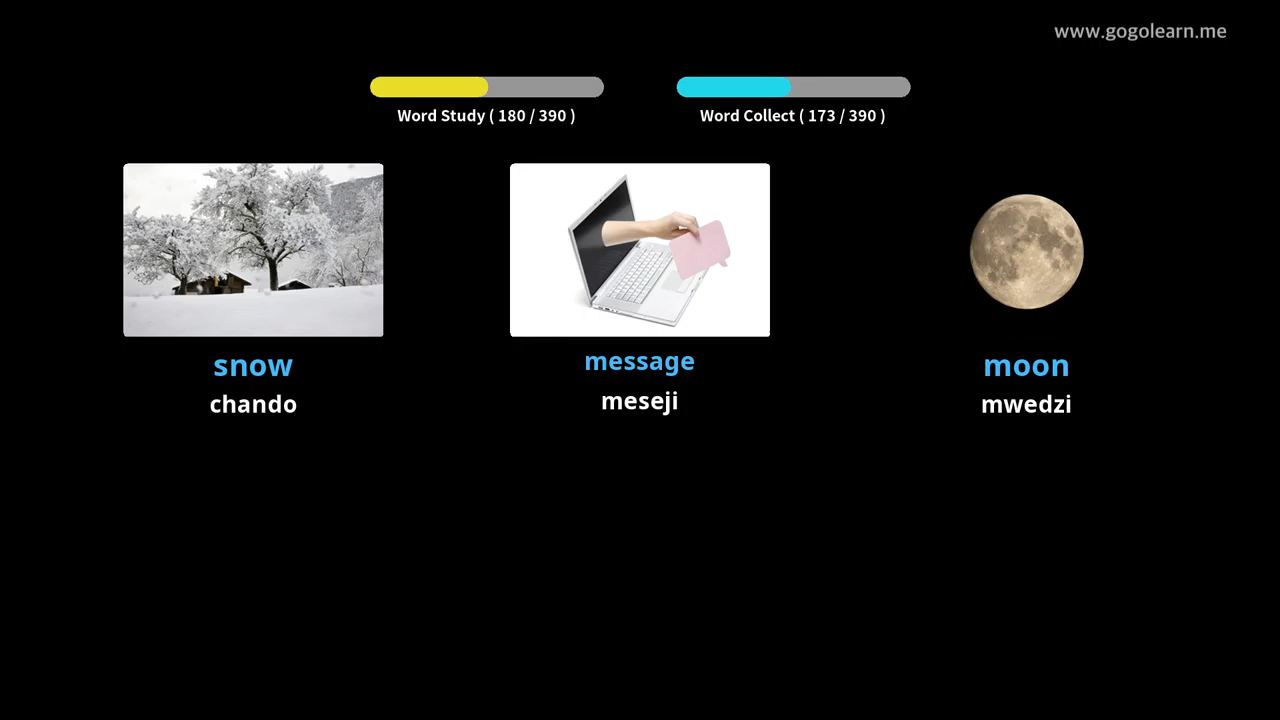 www.gogolearn.me
Word Study ( 180 / 390 )
Word Collect ( 173 / 390 )
snow
chando
message
meseji
moon
mwedzi